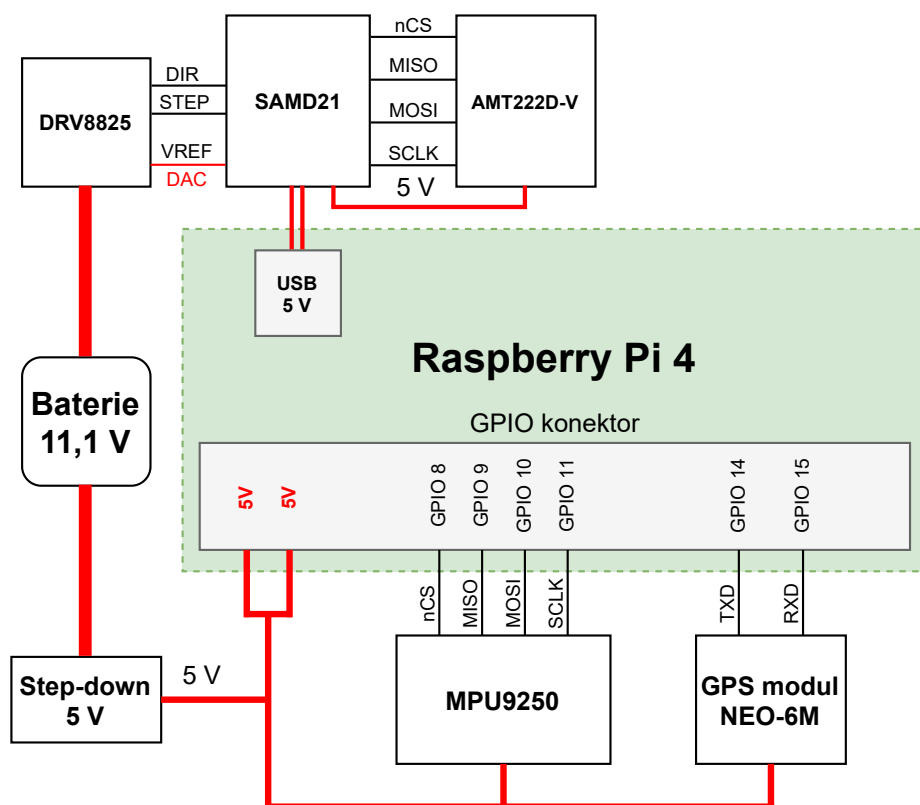 nCS
MISO
MOSI
SCLK
5 V
DIR
STEP
VREF
DAC
DRV8825
SAMD21
AMT222D-V
USB
5 V
Raspberry Pi 4
Baterie
11,1 V
GPIO konektor
5V
5V
GPIO 8
GPIO 9
GPIO 10
GPIO 11
GPIO 14
GPIO 15
nCS
MISO
MOSI
SCLK
TXD
RXD
Step-down
5 V
5 V
MPU9250
GPS modul
NEO-6M